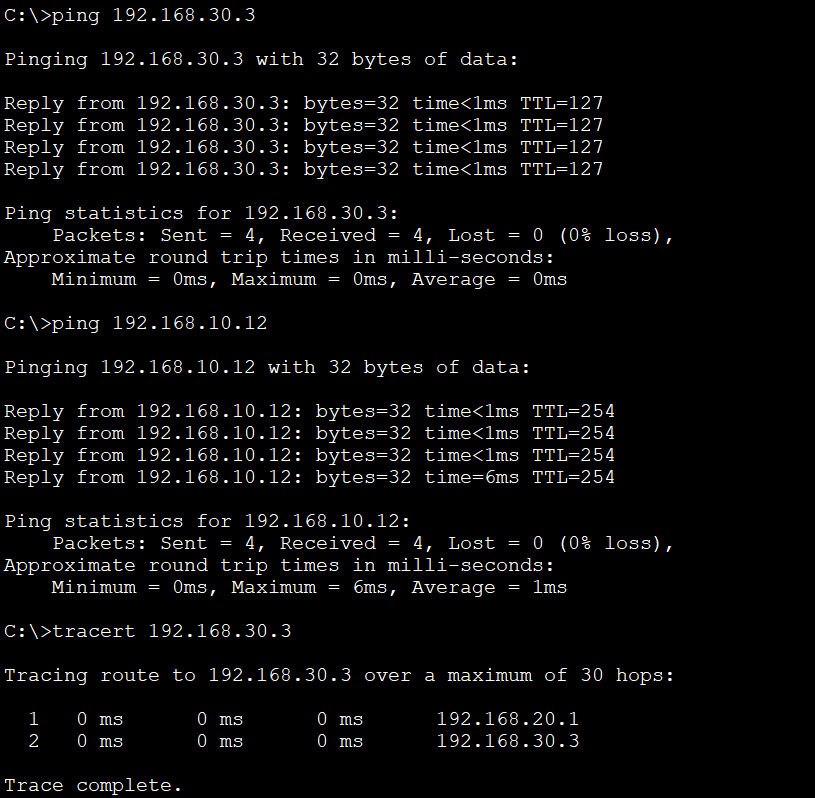 C:\>ping 192.168.30.3
Pinging 192.168.30.3 with 32 bytes of data:
Reply from 192.168.30.3: bytes=32 time<1ms TTL=127
Reply from 192.168.30.3: bytes=32 time<1ms TTL=127
Reply from 192.168.30.3: bytes=32 time<1ms TTL=127
Reply from 192.168.30.3: bytes=32 time<1ms TTL=127
Ping statistics for 192.168.30.3:
    Packets: Sent = 4, Received = 4, Lost = 0 (0% loss),
Approximate round trip times in milli-seconds:
    Minimum = 0ms, Maximum = 0ms, Average = 0ms
C:\>ping 192.168.10.12
Pinging 192.168.10.12 with 32 bytes of data:
Reply from 192.168.10.12: bytes=32 time<1ms TTL=254
Reply from 192.168.10.12: bytes=32 time<1ms TTL=254
Reply from 192.168.10.12: bytes=32 time<1ms TTL=254
Reply from 192.168.10.12: bytes=32 time=6ms TTL=254
Ping statistics for 192.168.10.12:
    Packets: Sent = 4, Received = 4, Lost = 0 (0% loss),
Approximate round trip times in milli-seconds:
    Minimum = 0ms, Maximum = 6ms, Average = 1ms
C:\>tracert 192.168.30.3
Tracing route to 192.168.30.3 over a maximum of 30 hops:
  1   0 ms      0 ms      0 ms      192.168.20.1
  2   0 ms      0 ms      0 ms      192.168.30.3
Trace complete.